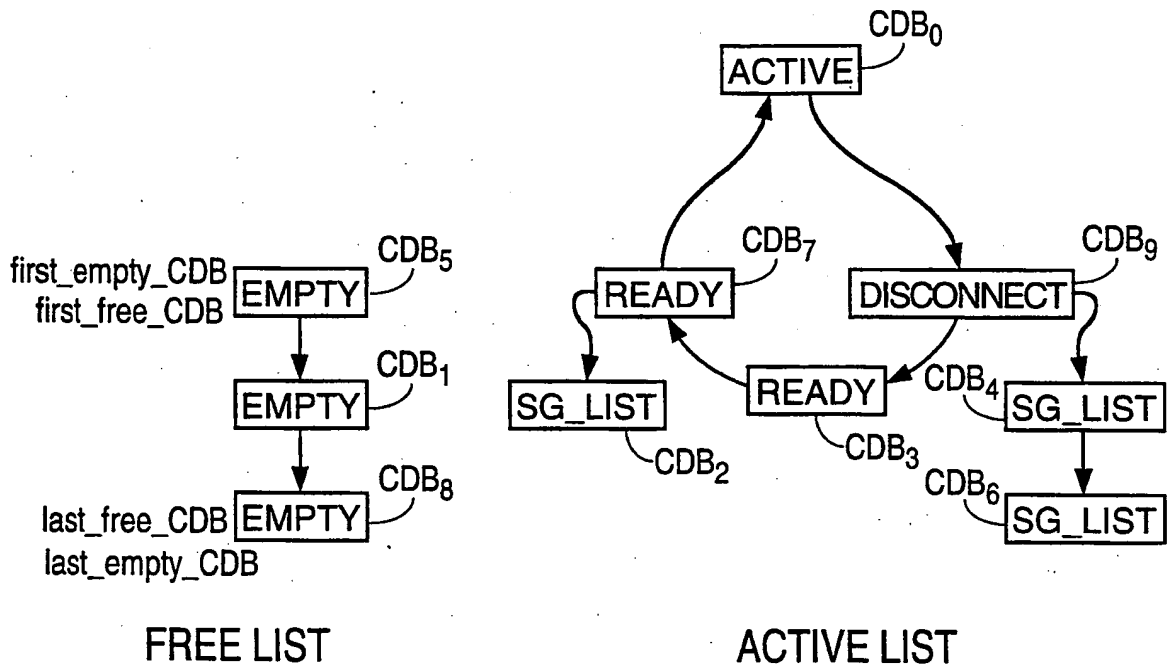 CDB0
ACTIVE
first_empty_CDB
first_free_CDB
EMPTY
CDB5
READY
CDB7
DISCONNECT
CDB9
EMPTY
CDB1
SG_LIST
CDB2
READY
CDB3
CDB4
SG_LIST
last_free_CDB
last_empty_CDB
EMPTY
CDB8
CDB6
SG_LIST
FREE LIST
ACTIVE LIST